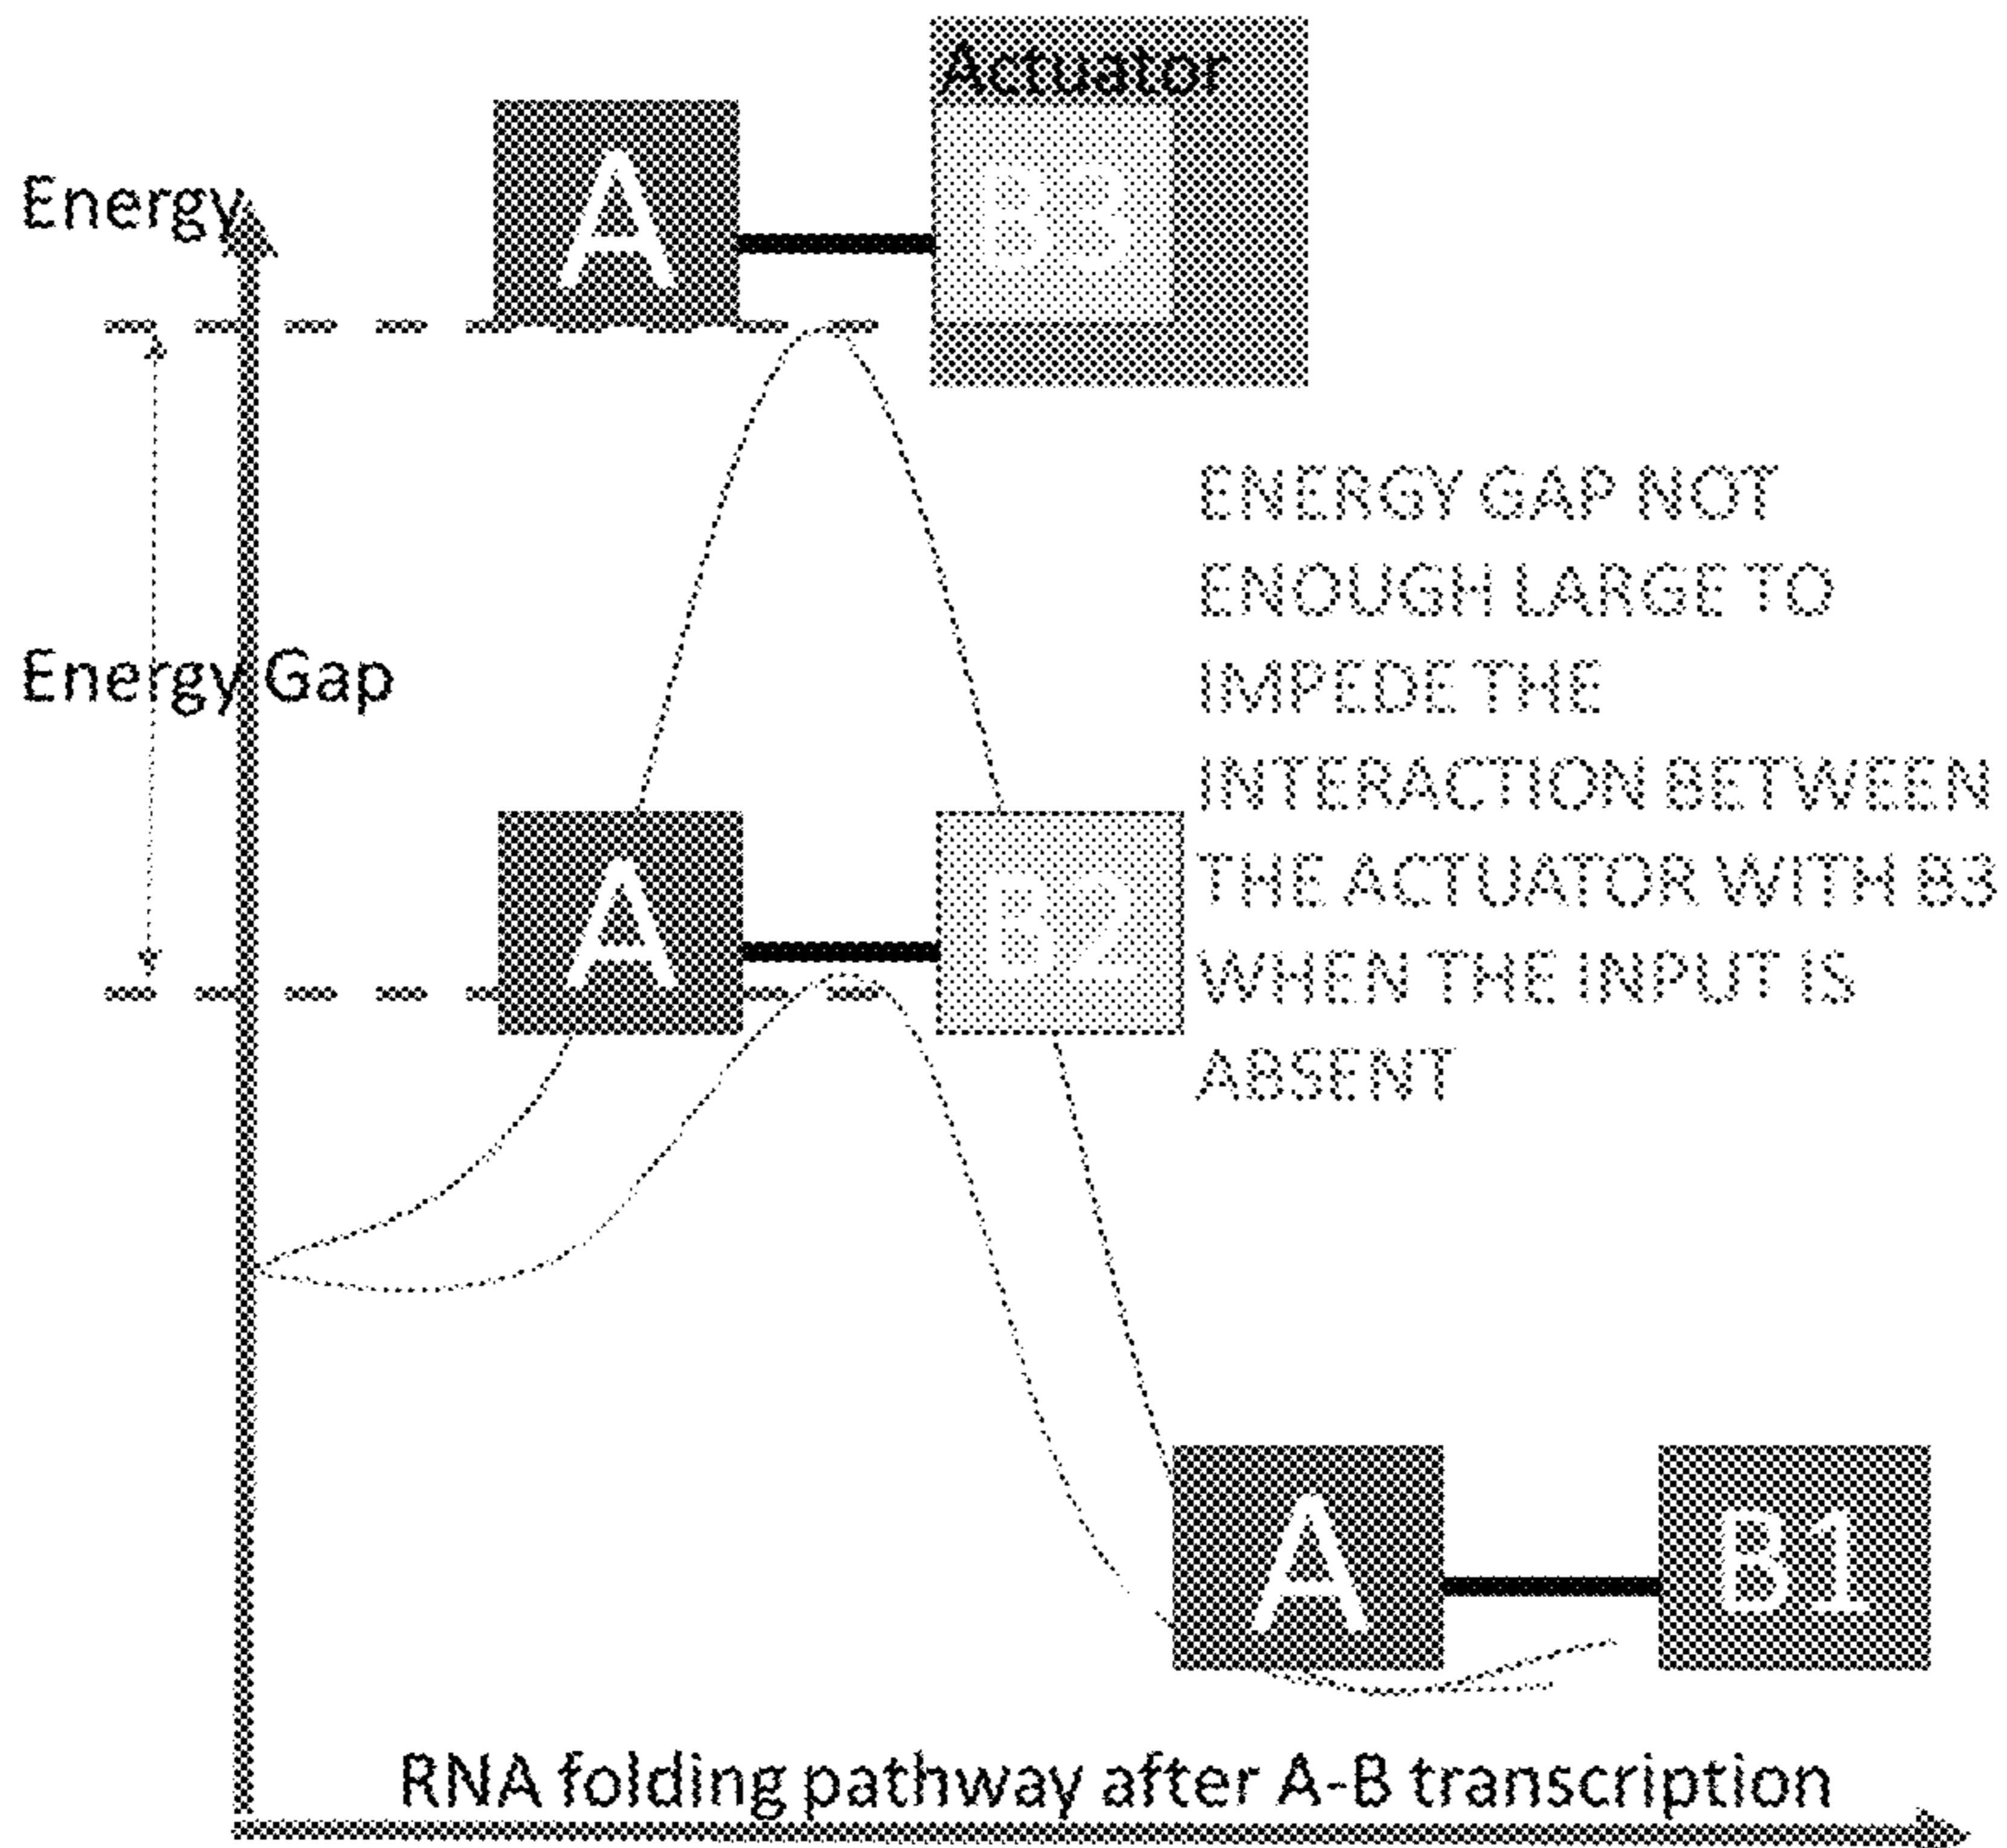 Actuator
A
B3
Energy
ENERGY GAP NOT
ENOUGH LARGE TO
IMPEDE THE
INTERACTION BETWEEN
THE ACTUATOR WITH B3
WHEN THE INPUT IS
ABSENT
Energy Gap
A
B2
A
B1
RNA folding pathway after A-B transcription